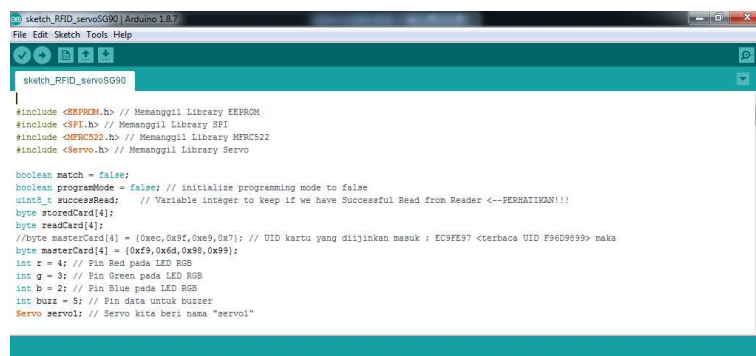 sketch_RFID_servoSG90 | Arduino 1.8.7
File Edit Sketch Tools Help
sketch_RFID_servoSG90
#include <EEPROM.h> // Memanggil Library EEPROM
#include <SPI.h> // Memanggil Library SPI
#include <MFRC522.h> // Memanggil Library MFRC522
#include <Servo.h> // Memanggil Library Servo
boolean match = false;
boolean programMode = false; // initialize programming mode to false
uint8_t successRead; // Variable integer to keep if we have Successful Read from Reader <--PERHATIKAN!!!
byte storedCard[4];
byte readCard[4];
//byte masterCard[4] = {0xec,0x9f,0xe9,0x7}; // UID kartu yang diijinkan masuk : EC9FE97 <terbaca UID F96D9899> maka
byte masterCard[4] = {0xf9,0x6d,0x98,0x99};
int r = 4; // Pin Red pada LED RGB
int g = 3; // Pin Green pada LED RGB
int b = 2; // Pin Blue pada LED RGB
int buzz = 5; // Pin data untuk buzzer
Servo servo1; // Servo kita beri nama "servo1"